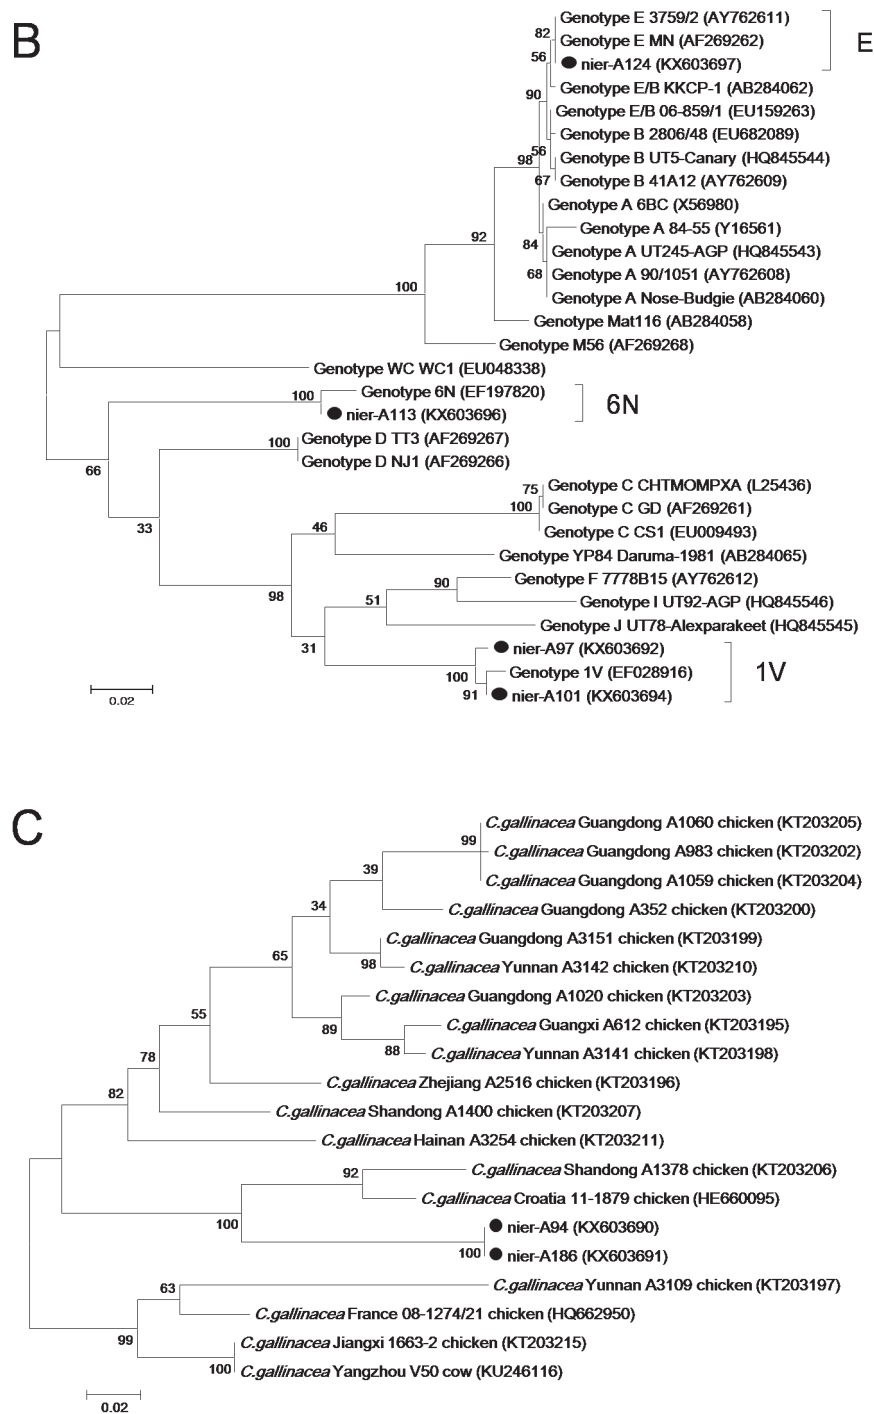 B
Genotype E 3759/2 (AY762611)
82
Genotype E MN (AF269262)
E
56
nier-A124 (KX603697)
Genotype E/B KKCP-1 (AB284062)
90
Genotype E/B 06-859/1 (EU159263)
Genotype B 2806/48 (EU682089)
56
Genotype B UT5-Canary (HQ845544)
98
67
Genotype B 41A12 (AY762609)
Genotype A 6BC (X56980)
Genotype A 84-55 (Y16561)
92
84
Genotype A UT245-AGP (HQ845543)
68
Genotype A 90/1051 (AY762608)
100
Genotype A Nose-Budgie (AB284060)
Genotype Mat116 (AB284058)
Genotype M56 (AF269268)
Genotype WC WC1 (EU048338)
Genotype 6N (EF197820)
100
6N
nier-A113 (KX603696)
Genotype D TT3 (AF269267)
100
Genotype D NJ1 (AF269266)
66
Genotype C CHTMOMPXA (L25436)
75
100
Genotype C GD (AF269261)
33
46
Genotype C CS1 (EU009493)
Genotype YP84 Daruma-1981 (AB284065)
Genotype F 7778B15 (AY762612)
90
98
51
Genotype I UT92-AGP (HQ845546)
Genotype J UT78-Alexparakeet (HQ845545)
31
nier-A97 (KX603692)
100
Genotype 1V (EF028916)
1V
91
nier-A101 (KX603694)
0.02
C
C.gallinacea Guangdong A1060 chicken (KT203205)
99
C.gallinacea Guangdong A983 chicken (KT203202)
39
C.gallinacea Guangdong A1059 chicken (KT203204)
34
C.gallinacea Guangdong A352 chicken (KT203200)
C.gallinacea Guangdong A3151 chicken (KT203199)
65
98
C.gallinacea Yunnan A3142 chicken (KT203210)
C.gallinacea Guangdong A1020 chicken (KT203203)
55
89
C.gallinacea Guangxi A612 chicken (KT203195)
88
C.gallinacea Yunnan A3141 chicken (KT203198)
78
C.gallinacea Zhejiang A2516 chicken (KT203196)
82
C.gallinacea Shandong A1400 chicken (KT203207)
C.gallinacea Hainan A3254 chicken (KT203211)
92
C.gallinacea Shandong A1378 chicken (KT203206)
C.gallinacea Croatia 11-1879 chicken (HE660095)
100
nier-A94 (KX603690)
100
nier-A186 (KX603691)
63
C.gallinacea Yunnan A3109 chicken (KT203197)
C.gallinacea France 08-1274/21 chicken (HQ662950)
99
C.gallinacea Jiangxi 1663-2 chicken (KT203215)
100
C.gallinacea Yangzhou V50 cow (KU246116)
0.02